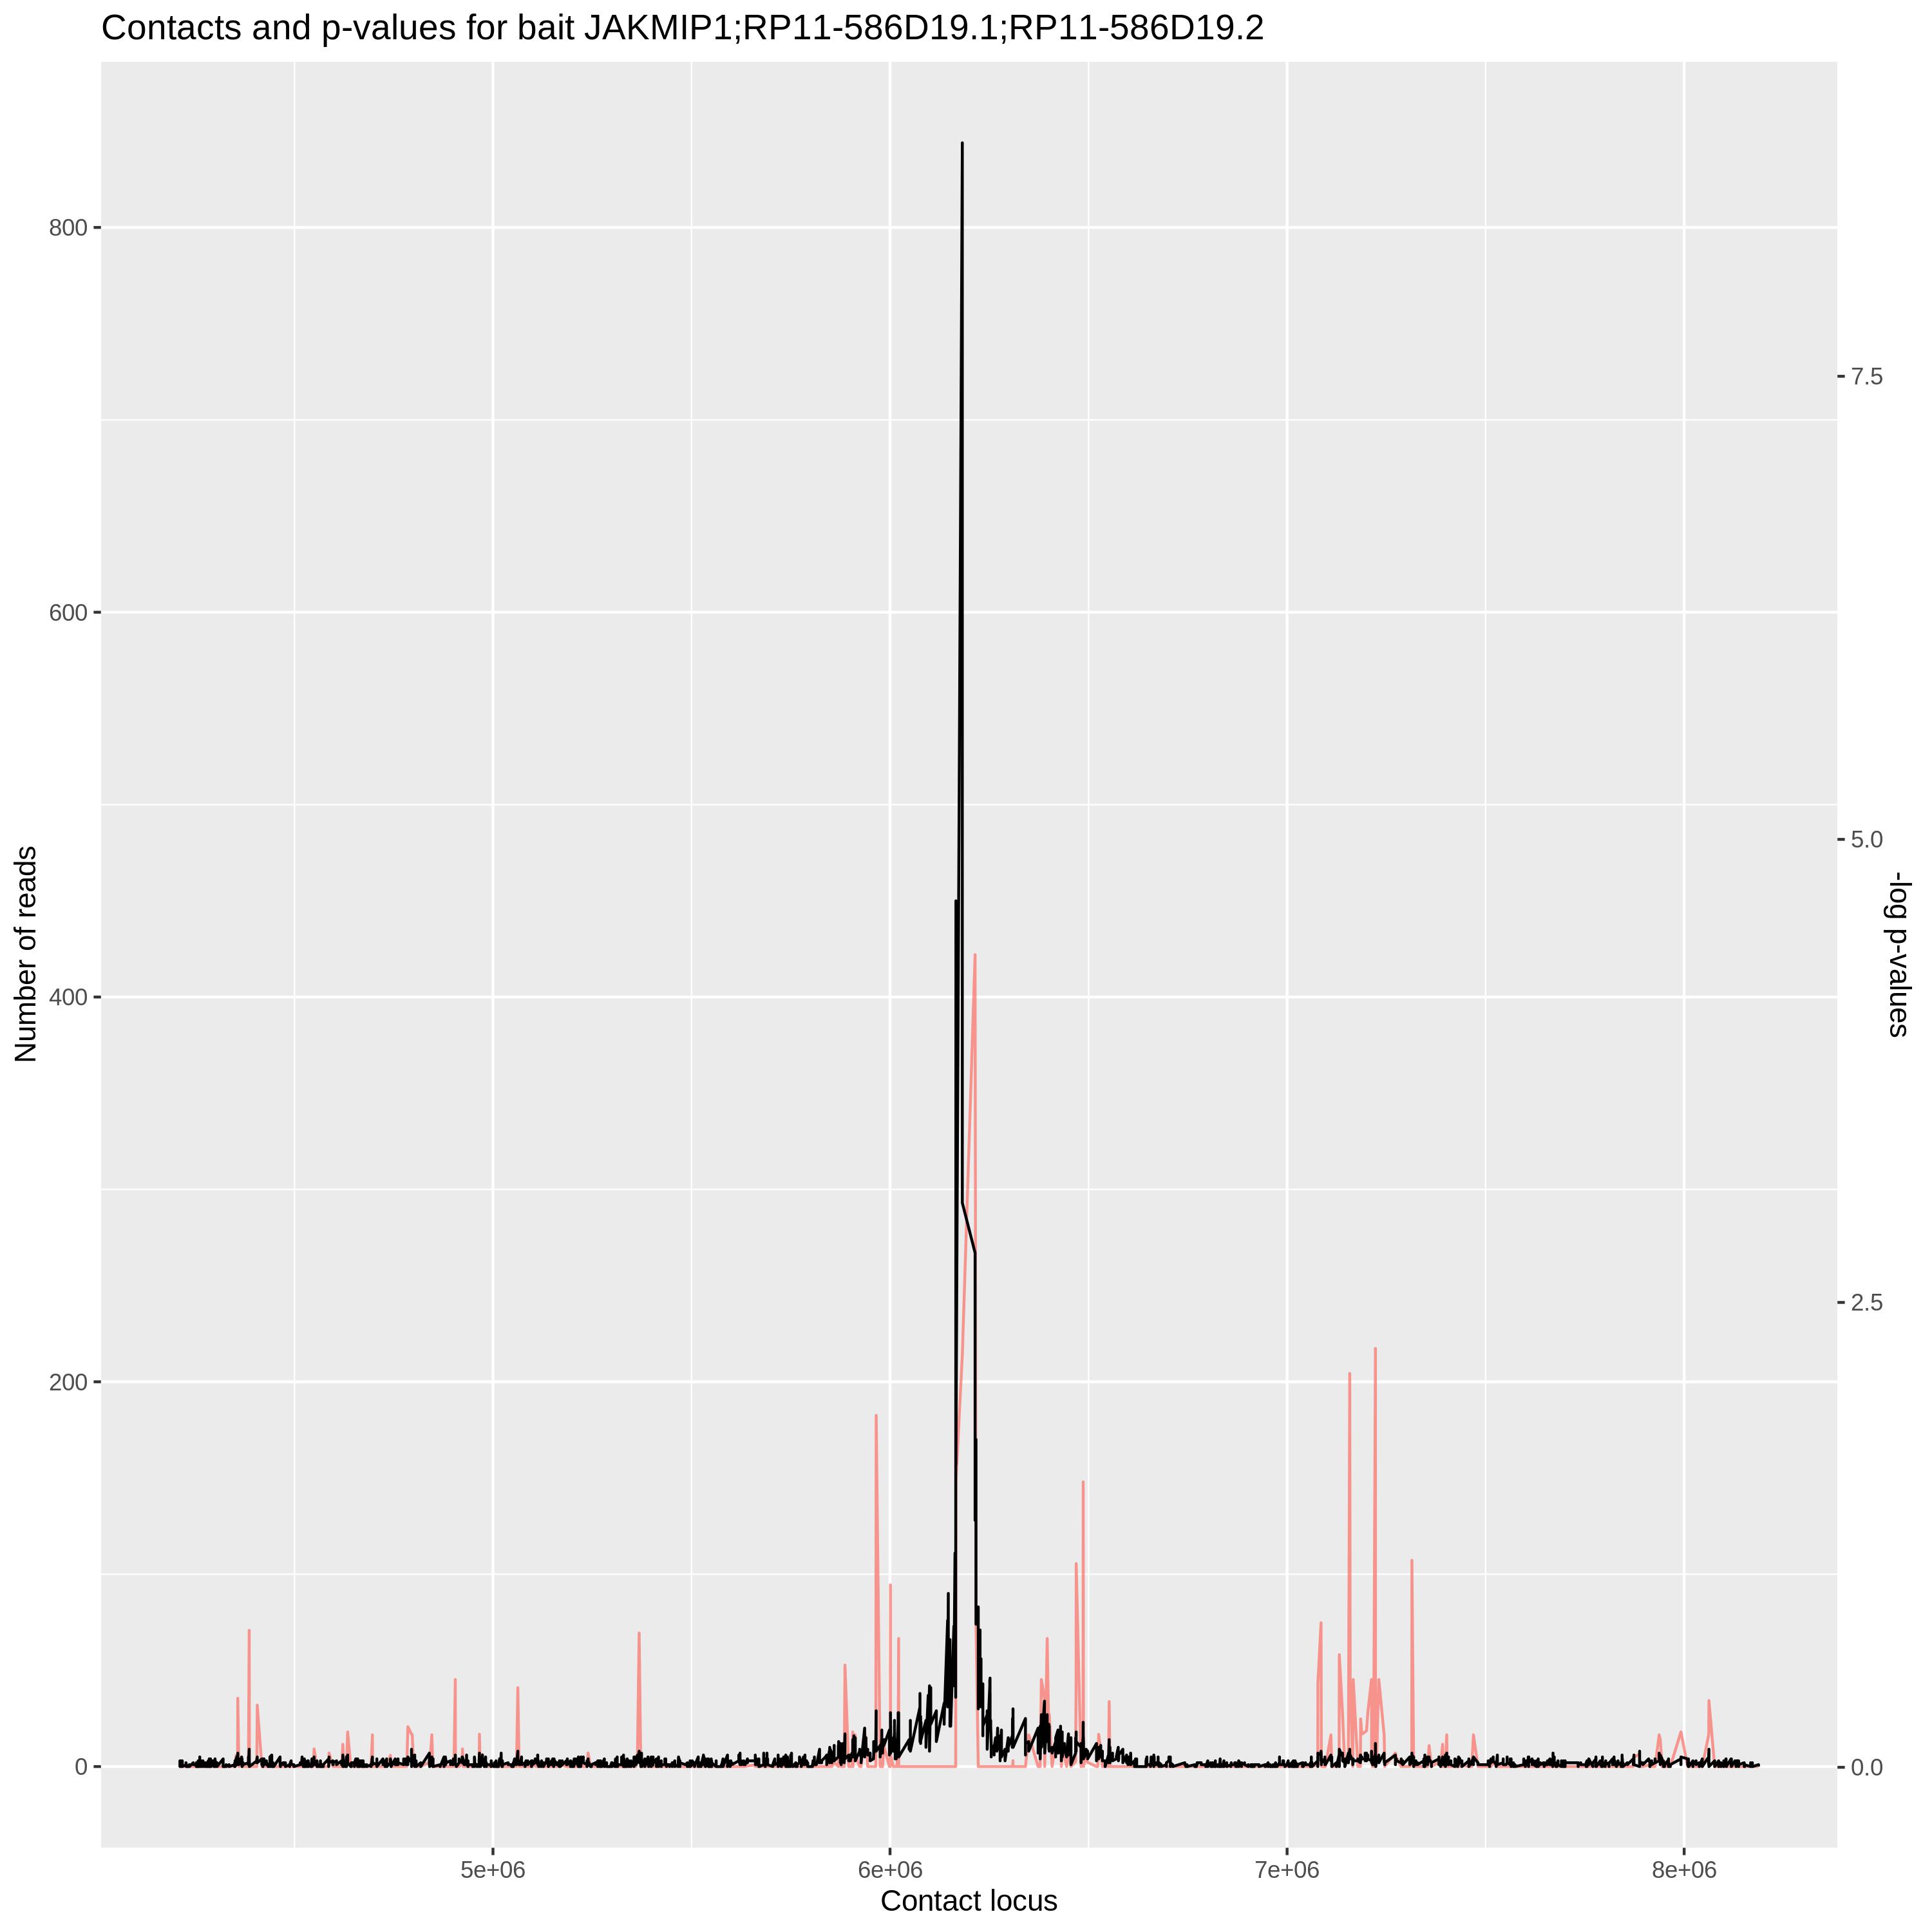 Contacts and p-values for bait JAKMIP1;RP11-586D19.1;RP11-586D19.2
800
600
400
200
0
Number of reads
7.5
5.0
2.5
0.0
-log p-values
5e+06
6e+06
7e+06
8e+06
Contact locus